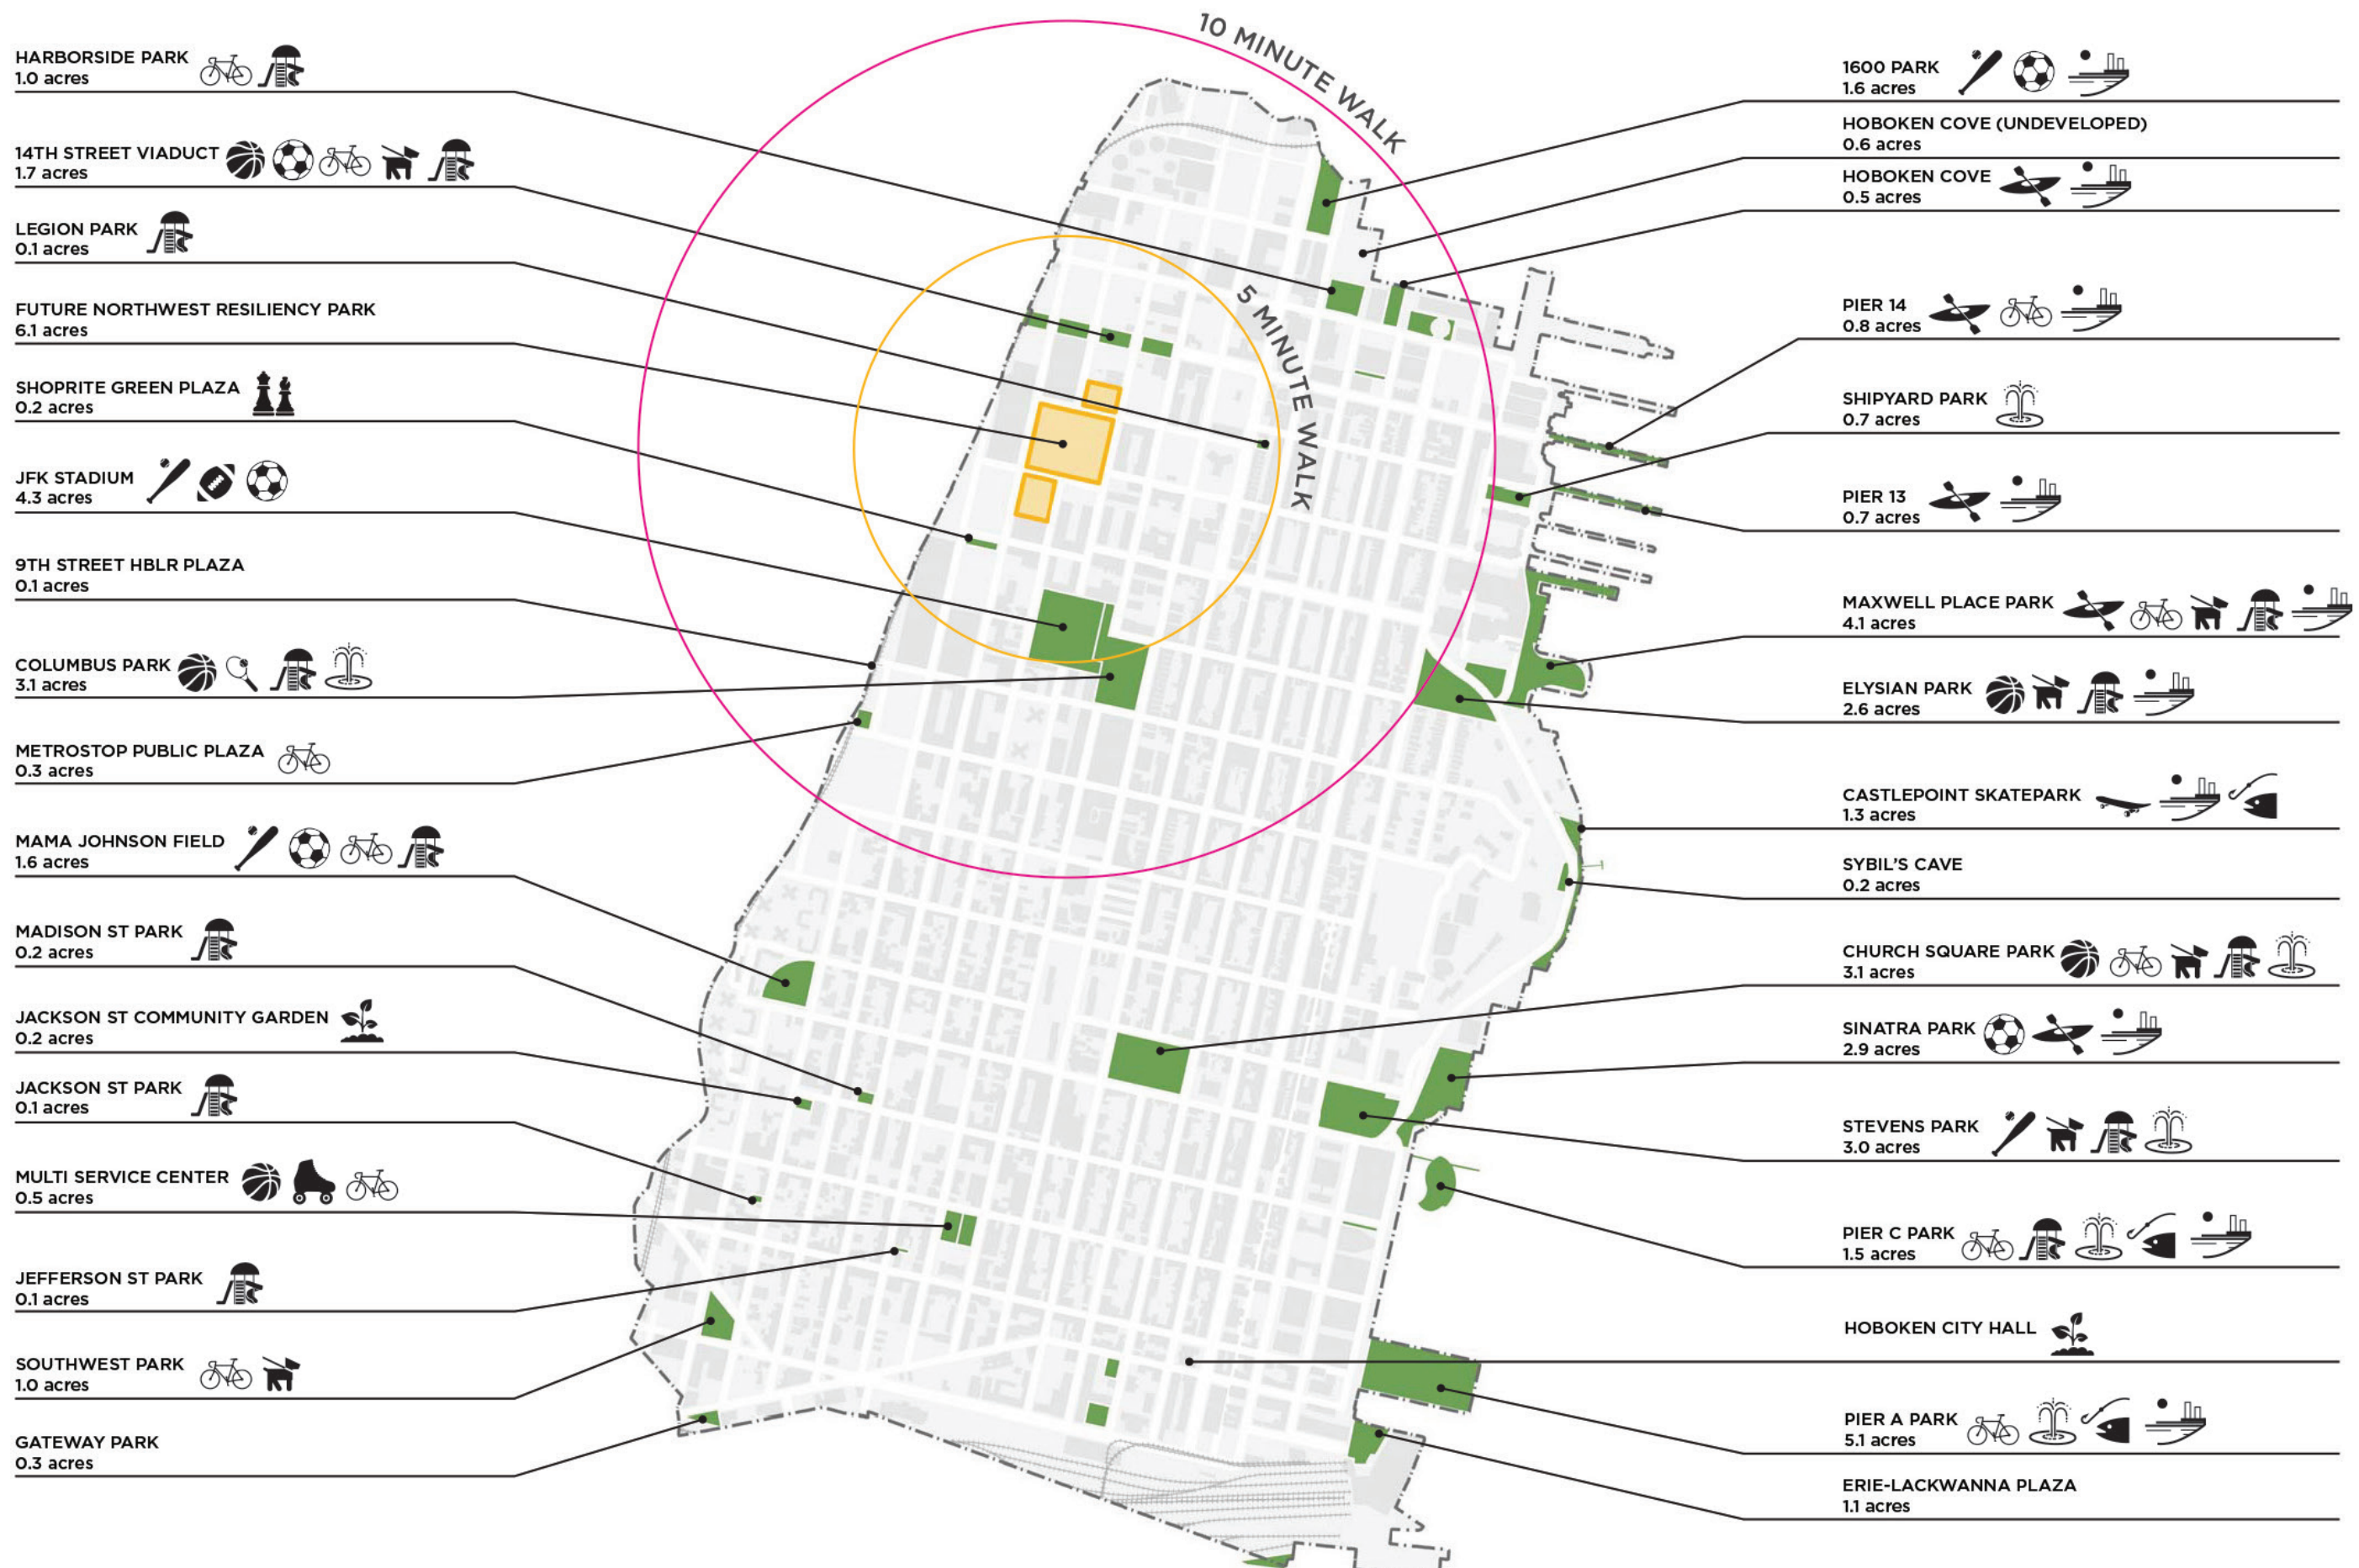 10 MINUTE WALK
5 MINUTE WALK
HARBORSIDE PARK
1.0 acres
14TH STREET VIADUCT
1.7 acres
LEGION PARK
0.1 acres
FUTURE NORTHWEST RESILIENCY PARK
6.1 acres
SHOPRITE GREEN PLAZA
0.2 acres
JFK STADIUM
4.3 acres
9TH STREET HBLR PLAZA
0.1 acres
COLUMBUS PARK
3.1 acres
METROSTOP PUBLIC PLAZA
0.3 acres
MAMA JOHNSON FIELD
1.6 acres
MADISON ST PARK
0.2 acres
JACKSON ST COMMUNITY GARDEN
0.2 acres
JACKSON ST PARK
0.1 acres
MULTI SERVICE CENTER
0.5 acres
JEFFERSON ST PARK
0.1 acres
SOUTHWEST PARK
1.0 acres
GATEWAY PARK
0.3 acres
1600 PARK
1.6 acres
HOBOKEN COVE (UNDEVELOPED)
0.6 acres
HOBOKEN COVE
0.5 acres
PIER 14
0.8 acres
SHIPYARD PARK
0.7 acres
PIER 13
0.7 acres
MAXWELL PLACE PARK
4.1 acres
ELYSIAN PARK
2.6 acres
CASTLEPOINT SKATEPARK
1.3 acres
SYBIL'S CAVE
0.2 acres
CHURCH SQUARE PARK
3.1 acres
SINATRA PARK
2.9 acres
STEVENS PARK
3.0 acres
PIER C PARK
1.5 acres
HOBOKEN CITY HALL
PIER A PARK
5.1 acres
ERIE-LACKWANNA PLAZA
1.1 acres